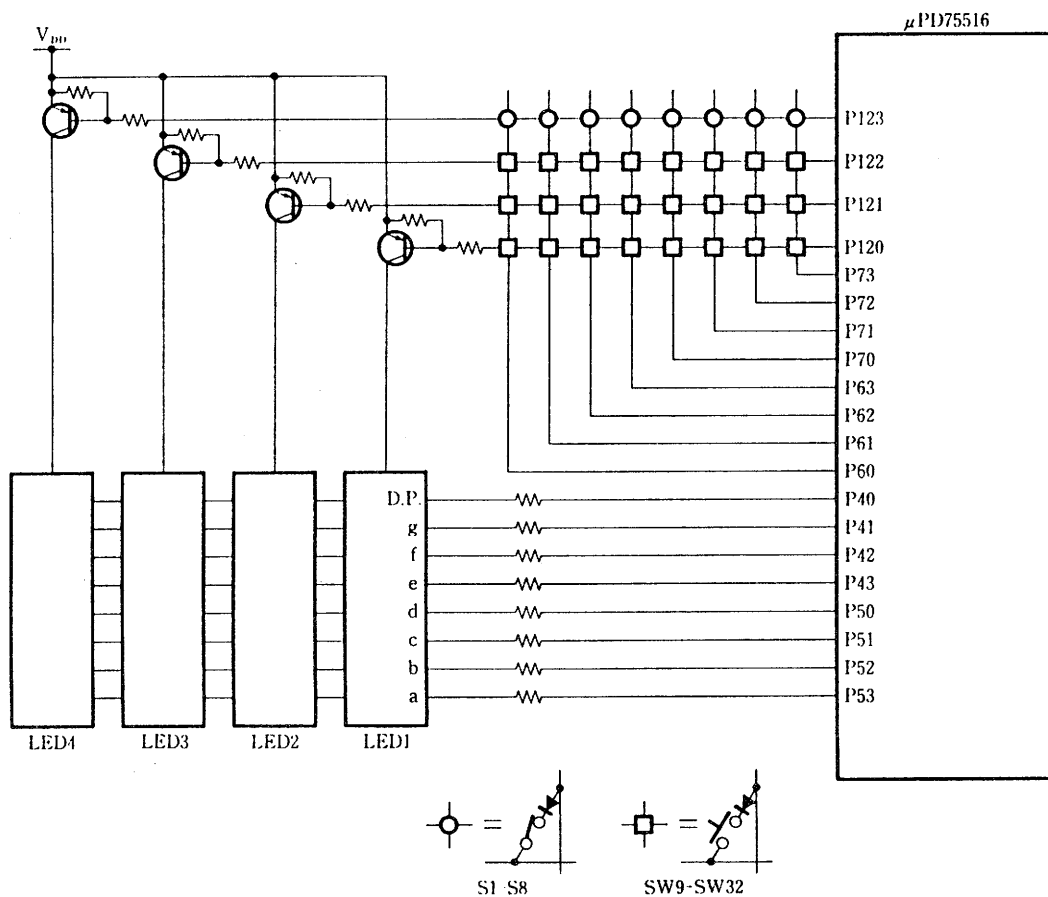 μPD75516
V_DD
P123
P122
P121
P120
P73
P72
P71
P70
P63
P62
P61
P60
D.P. P40
g P41
f P42
e P43
d P50
c P51
b P52
a P53
LED4 LED3 LED2 LED1
= =
S1-S8 SW9-SW32